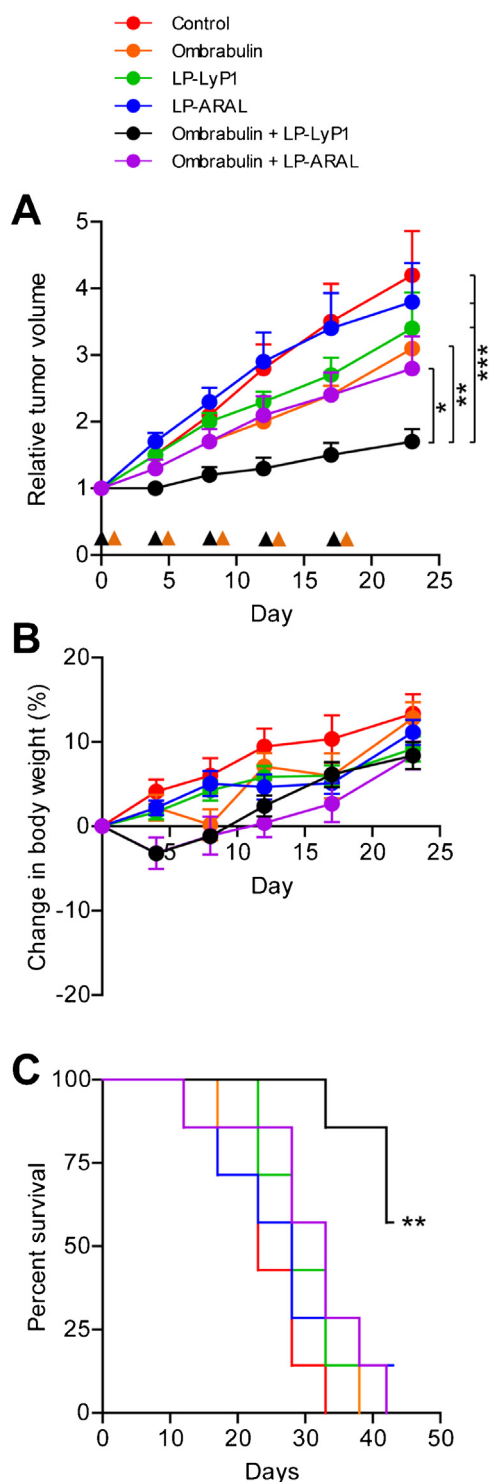 Control
Ombrabulin
LP-LyP1
LP-ARAL
Ombrabulin + LP-LyP1
Ombrabulin + LP-ARAL
A
Relative tumor volume
5
4
3
2
1
0
***
**
*
0 5 10 15 20 25
Day
B
Change in body weight (%)
20
10
0
-10
-20
5 10 15 20 25
Day
C
Percent survival
100
75
50
25
0
**
0 10 20 30 40 50
Days